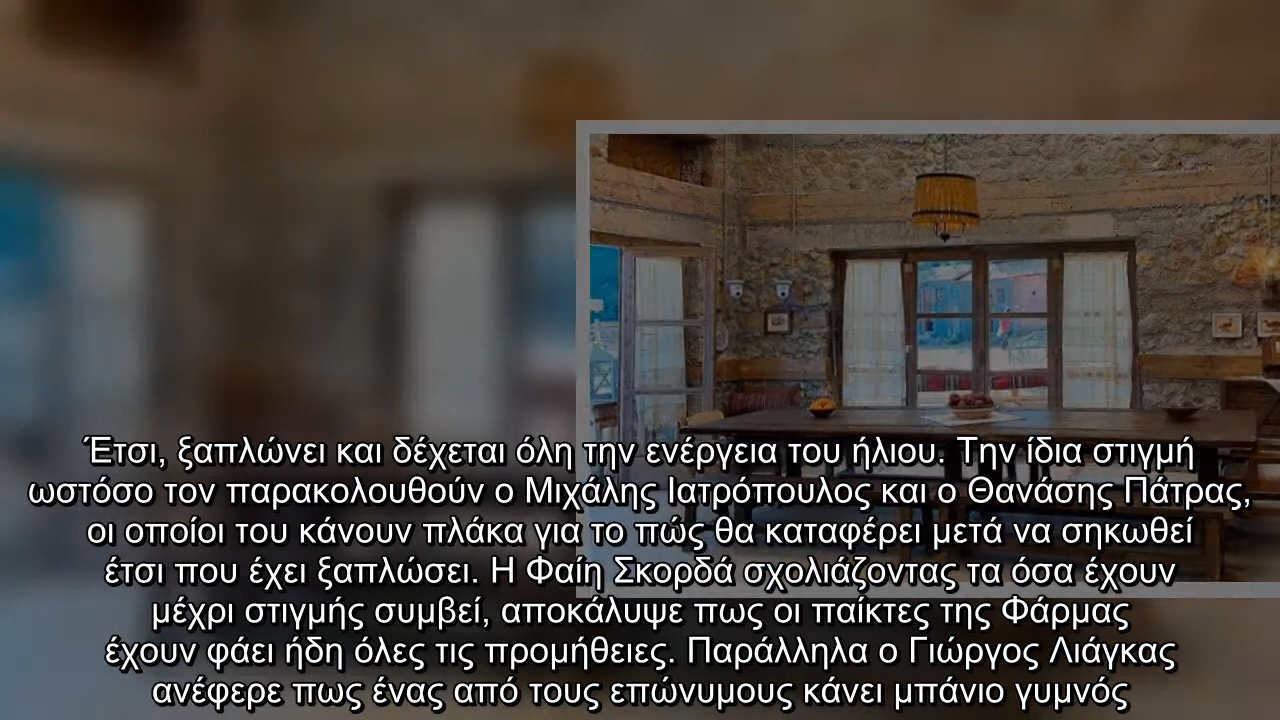 Έτσι, ξαπλώνει και δέχεται όλη την ενέργεια του ήλιου. Την ίδια στιγμή
ωστόσο τον παρακολουθούν ο Μιχάλης Ιατρόπουλος και ο Θανάσης Πάτρας,
οι οποίοι του κάνουν πλάκα για το πώς θα καταφέρει μετά να σηκωθεί
έτσι που έχει ξαπλώσει. Η Φαίη Σκορδά σχολιάζοντας τα όσα έχουν
μέχρι στιγμής συμβεί, αποκάλυψε πως οι παίκτες της Φάρμας
έχουν φάει ήδη όλες τις προμήθειες. Παράλληλα ο Γιώργος Λιάγκας
ανέφερε πως ένας από τους επώνυμους κάνει μπάνιο γυμνός